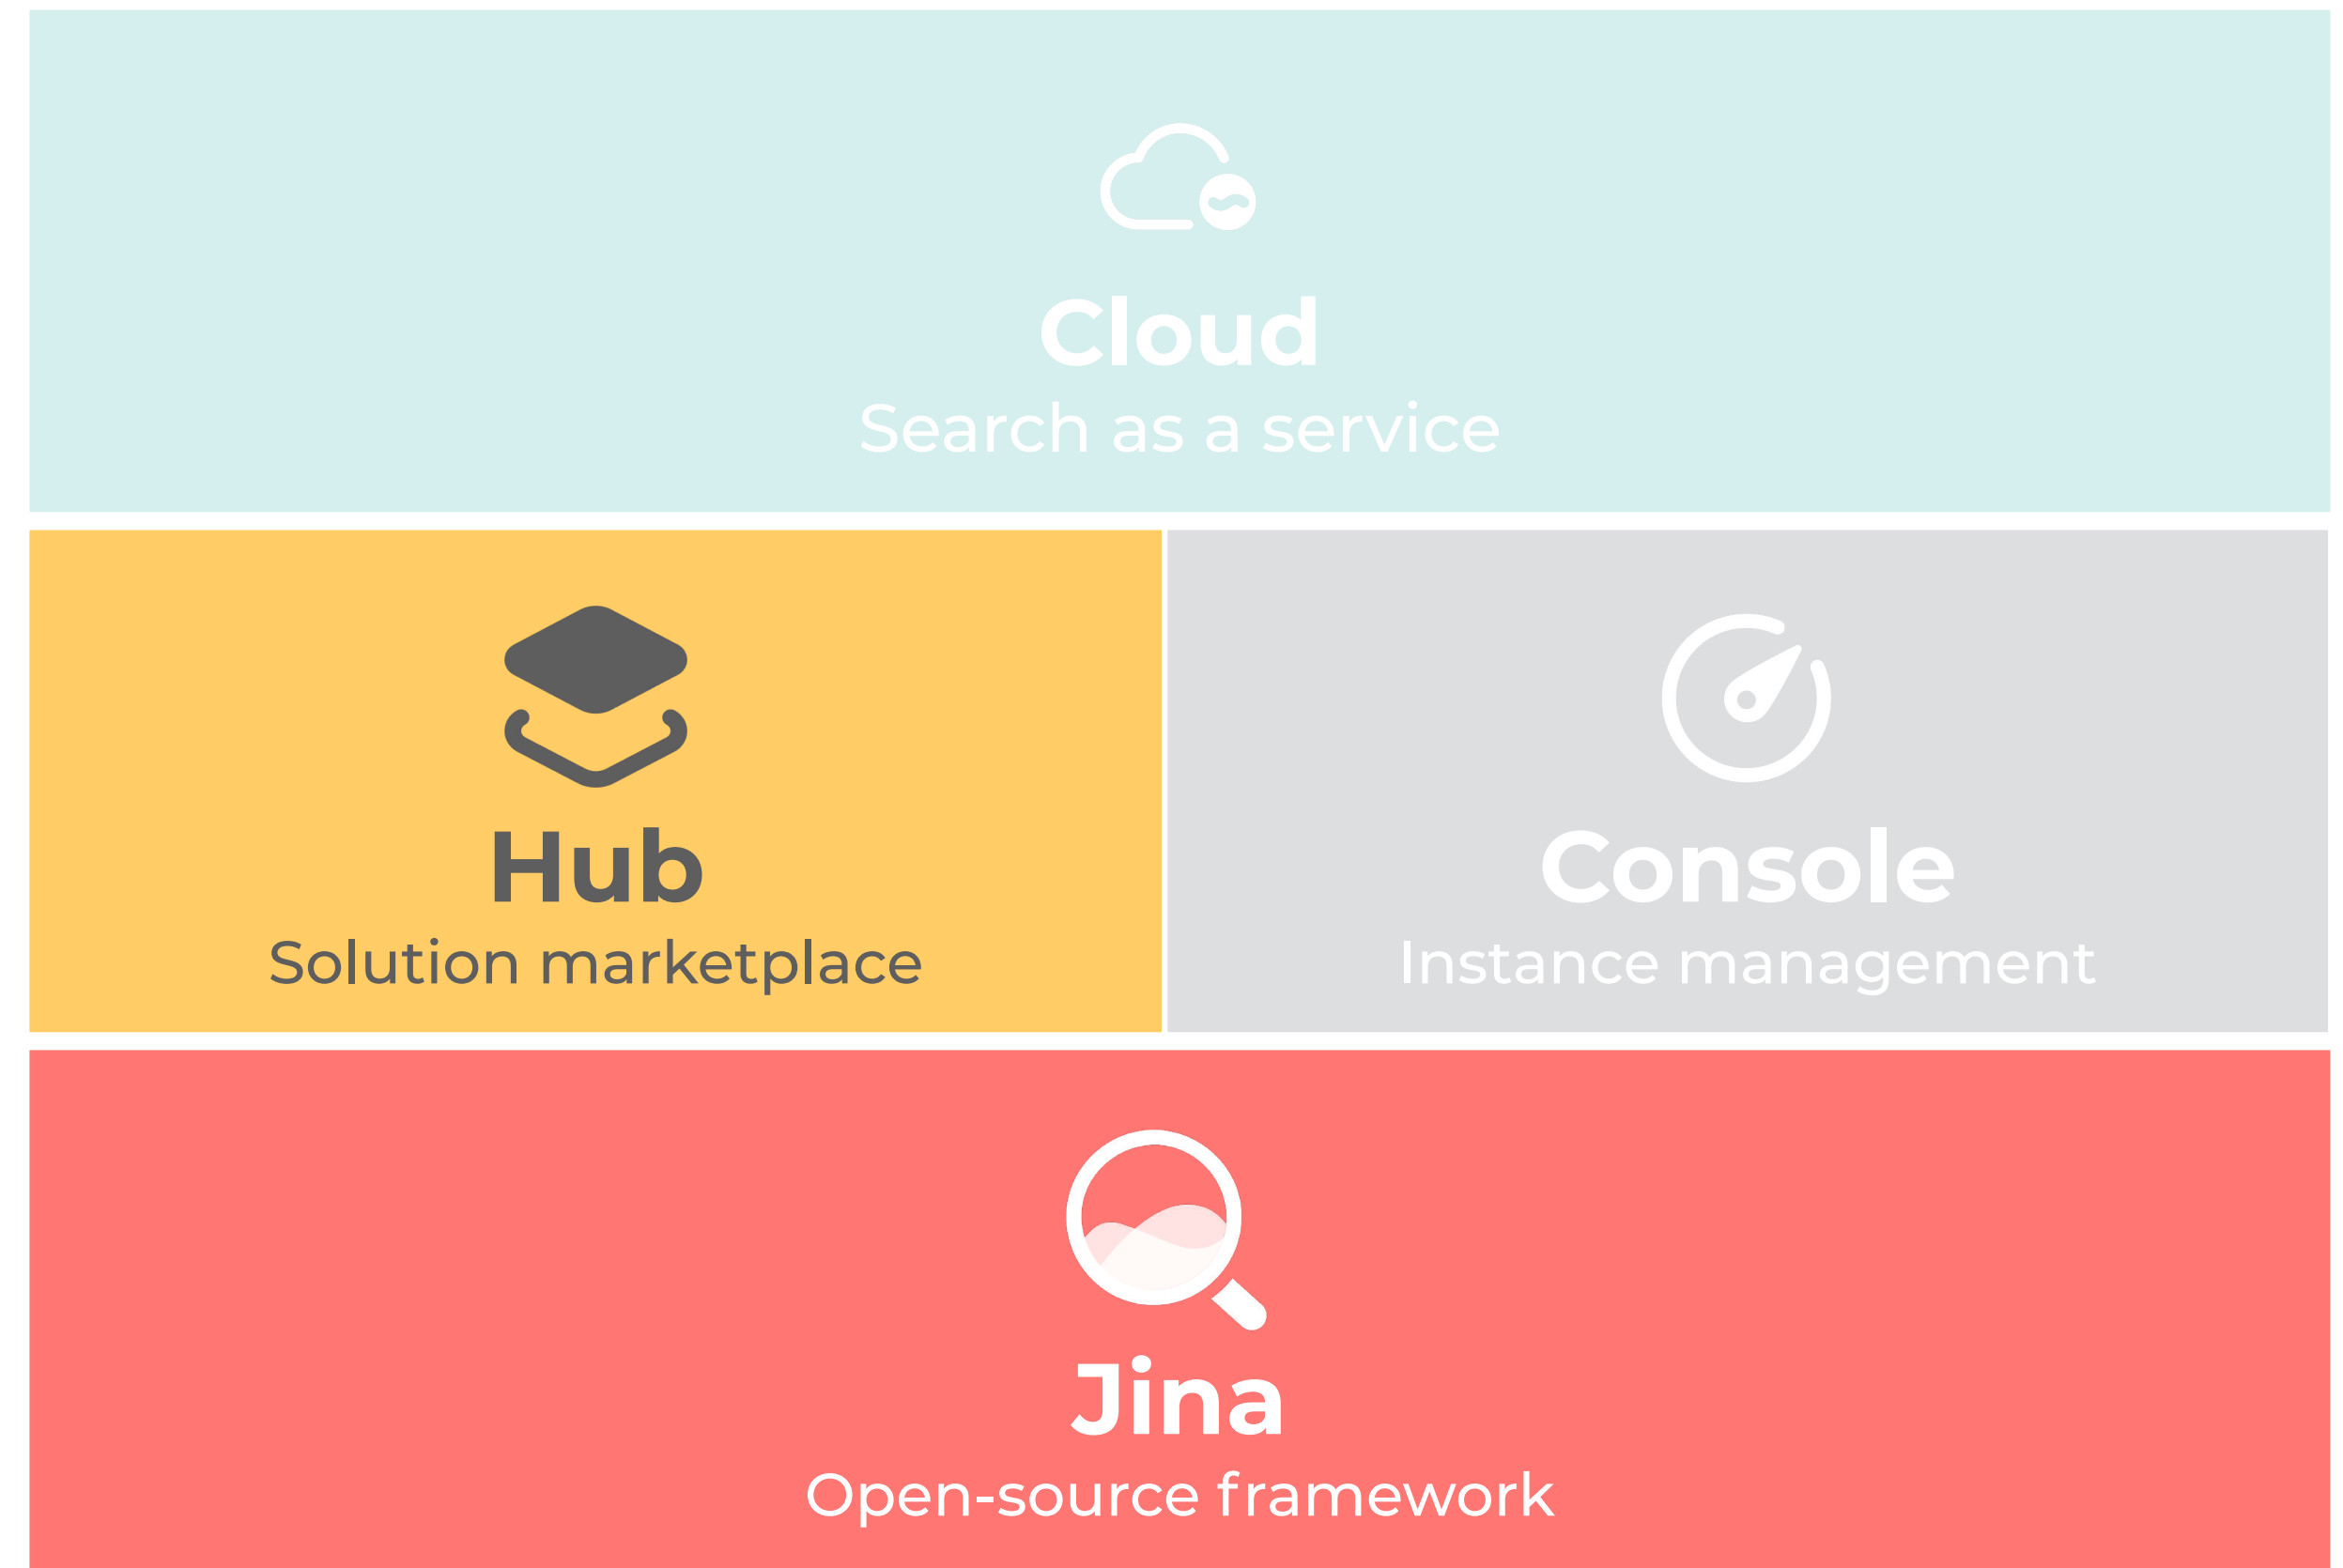 Cloud
Search as a service
Hub
Solution marketplace
Console
Instance management
Jina
Open-source framework